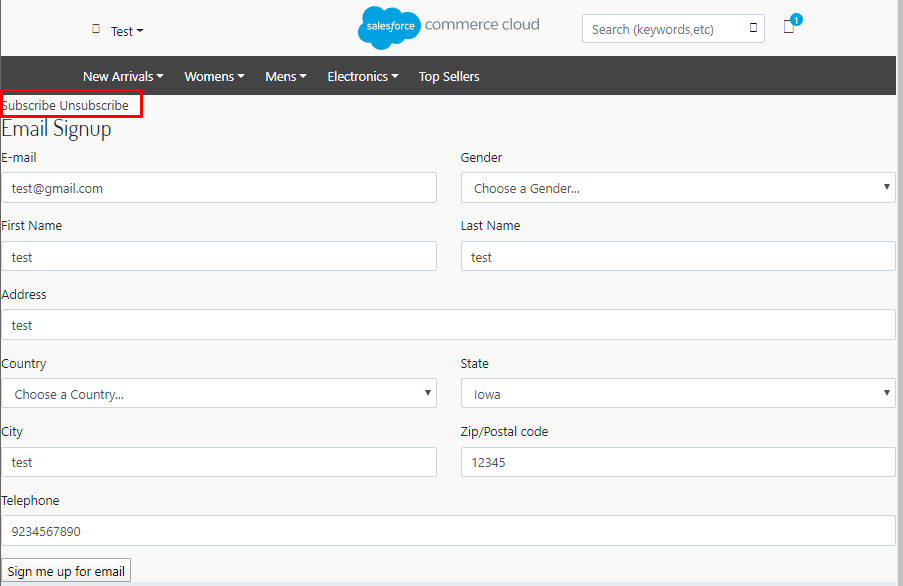 Test
salesforce commerce cloud
Search (keywords,etc)
1
New Arrivals Womens Mens Electronics Top Sellers
Subscribe Unsubscribe
Email Signup
E-mail Gender
test@gmail.com Choose a Gender...
First Name Last Name
test test
Address
test
Country State
Choose a Country... Iowa
City Zip/Postal code
test 12345
Telephone
9234567890
Sign me up for email